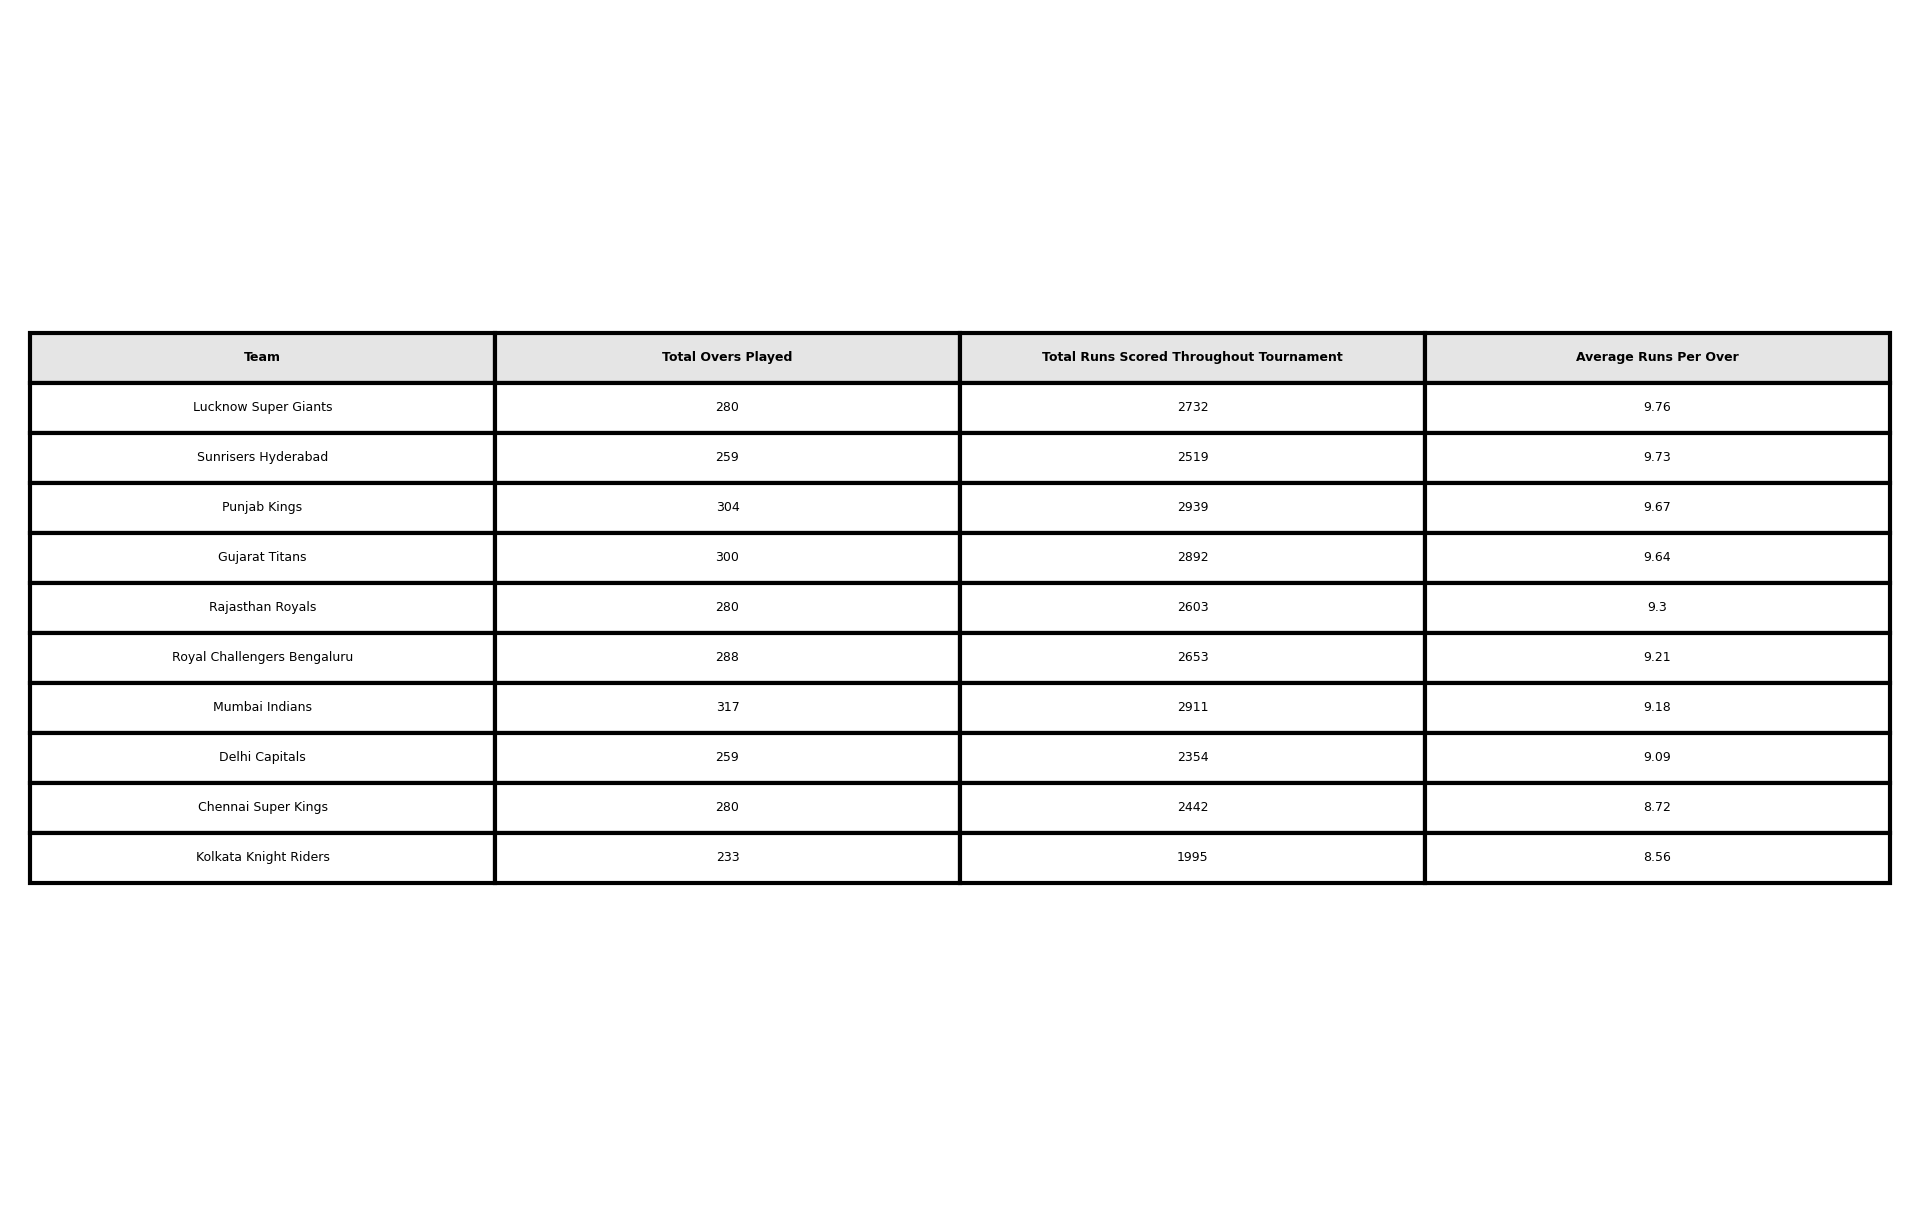 Team Total Overs Played Total Runs Scored Throughout Tournament Average Runs Per Over
Lucknow Super Giants 280 2732 9.76
Sunrisers Hyderabad 259 2519 9.73
Punjab Kings 304 2939 9.67
Gujarat Titans 300 2892 9.64
Rajasthan Royals 280 2603 9.3
Royal Challengers Bengaluru 288 2653 9.21
Mumbai Indians 317 2911 9.18
Delhi Capitals 259 2354 9.09
Chennai Super Kings 280 2442 8.72
Kolkata Knight Riders 233 1995 8.56